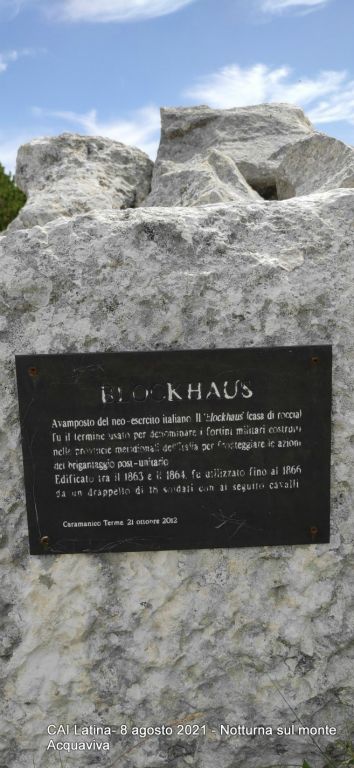 BLOCKHAUS
Avamposto del neo-esercito italiano. Il 'Blockhaus' (casa di roccia)
fu il termine usato per denominare i fortini militari costruiti
nelle provincie meridionali dell'Italia per fronteggiare le azioni
del brigantaggio post-unitario.
Edificato tra il 1863 e il 1864, fu utilizzato fino al 1866
da un drappello di 18 soldati con al seguito cavalli
Caramanico Terme 21 ottobre 2012
CAI Latina- 8 agosto 2021 - Notturna sul monte
Acquaviva